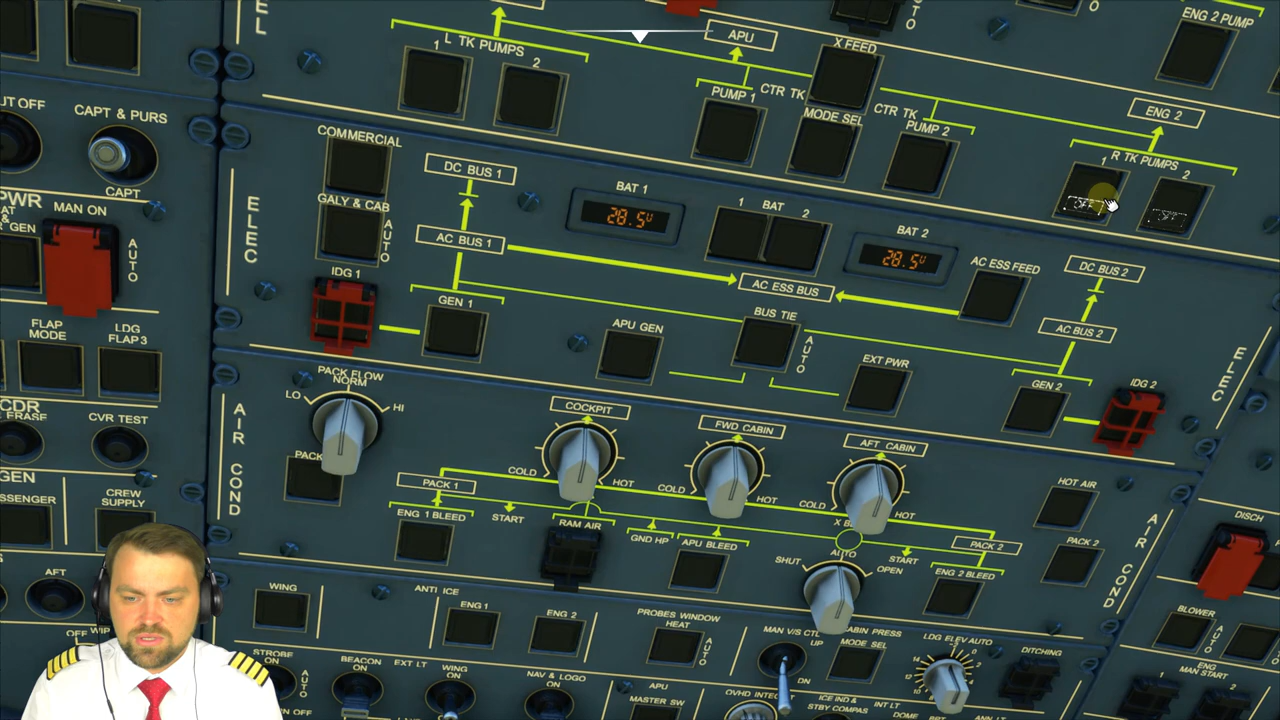 ENG 2 PUMP
APU
X FEED
L TK PUMPS
1
2
PUMP 1
CTR TK
MODE SEL
CTR TK
PUMP 2
ENG 2
R TK PUMPS
1
2
OFF
CAPT & PURS
CAPT
MAN ON
AUTO
COMMERCIAL
GALY & CAB
AUTO
ELEC
DC BUS 1
AC BUS 1
BAT 1
28.5V
1 BAT 2
BAT 2
28.5V
AC ESS BUS
AC ESS FEED
DC BUS 2
AC BUS 2
IDG 1
GEN 1
APU GEN
BUS TIE
AUTO
EXT PWR
GEN 2
IDG 2
ELEC
FLAP
MODE
LDG
FLAP 3
ERASE
CVR TEST
CREW
SUPPLY
AIR COND
PACK FLOW
LO
NORM
HI
PACK 1
COCKPIT
FWD CABIN
AFT CABIN
COLD
HOT
COLD
HOT
COLD
HOT
ENG 1 BLEED
START
RAM AIR
GND HP
APU BLEED
SHUT
AUTO
OPEN
START
PACK 2
ENG 2 BLEED
HOT AIR
PACK 2
AIR COND
DISCH
AFT
WING
ANTI ICE
ENG 1
ENG 2
PROBES WINDOW
HEAT
AUTO
MAN V/S CTL
UP
DN
CABIN PRESS
MODE SEL
LDG ELEV AUTO
DITCHING
BLOWER
AUTO
ENG
MAN START
1
2
STROBE
AUTO
BEACON
ON
EXT LT
WING
ON
NAV & LOGO
ON
APU
MASTER SW
ICE IND &
STBY COMPAS
INT LT
DOME